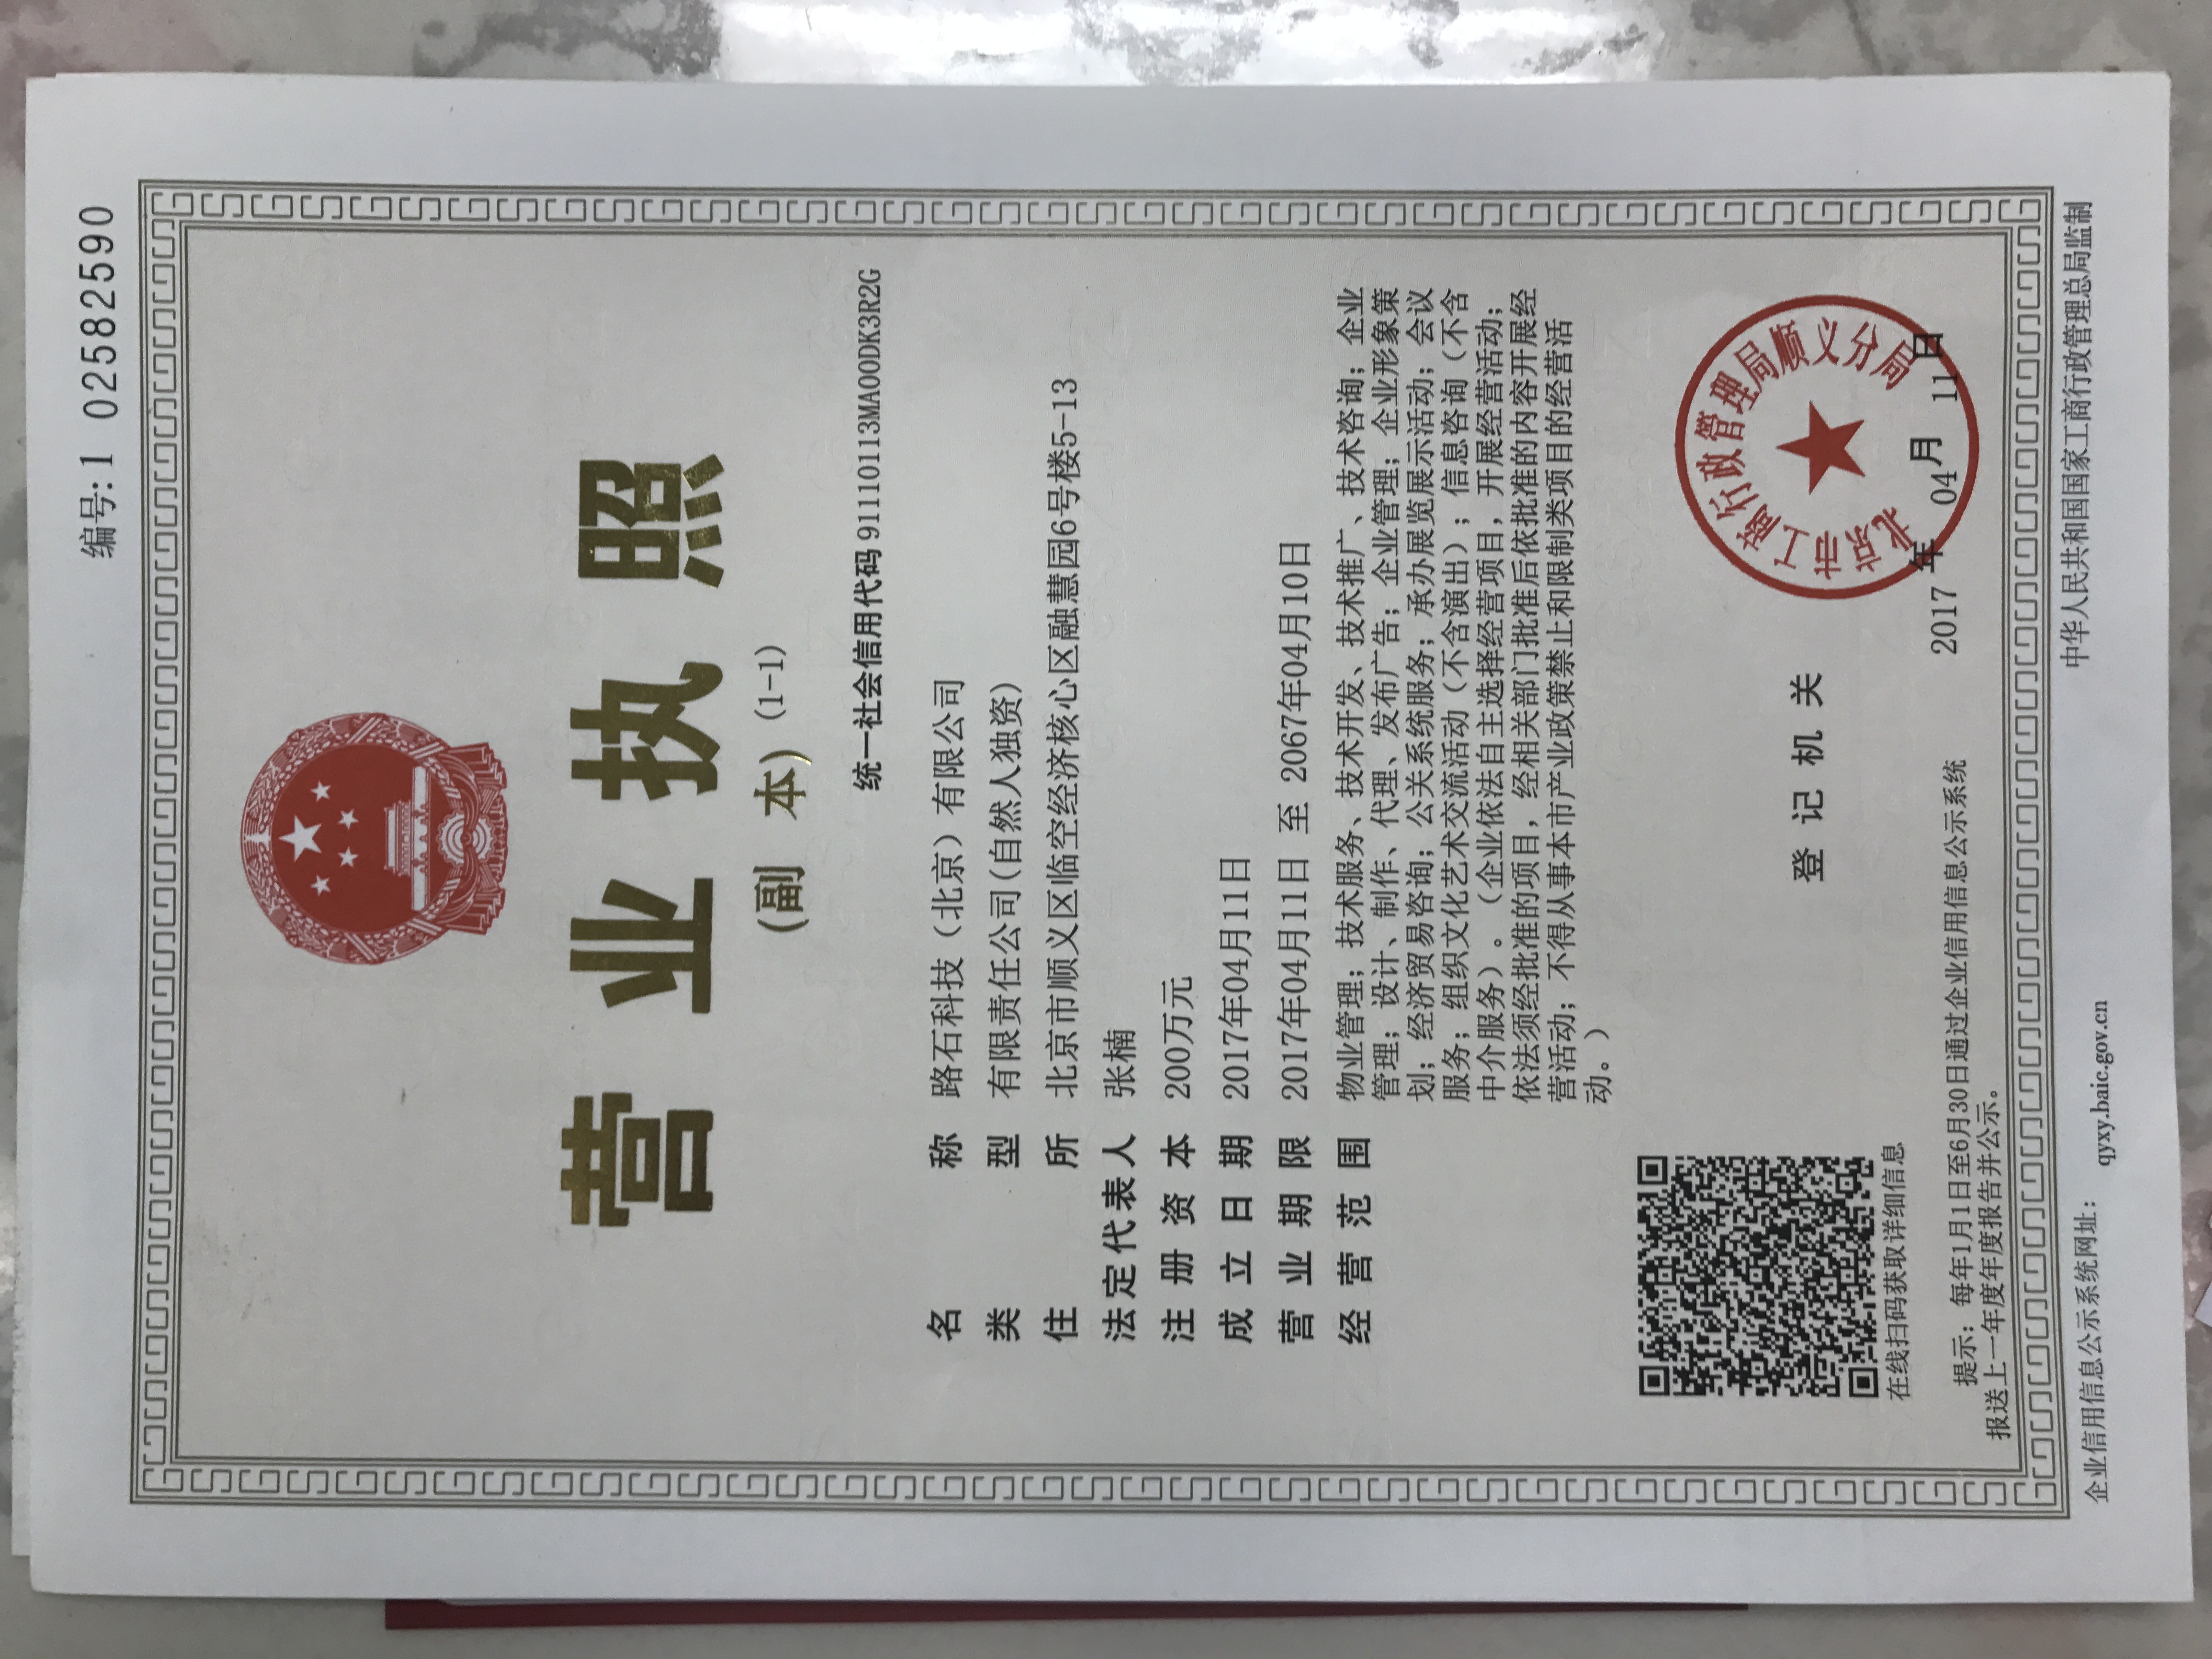 编号: 1 02582590
营业执照
(副 本) (1-1)
统一社会信用代码 91110113MA00DK3R2G
名称 路石科技（北京）有限公司
类型 有限责任公司(自然人独资)
住所 北京市顺义区临空经济核心区融慧园6号楼5-13
法定代表人 张楠
注册资本 200万元
成立日期 2017年04月11日
营业期限 2017年04月11日 至 2067年04月10日
经营范围 物业管理；技术服务、技术开发、技术推广、技术咨询；企业
管理；设计、制作、代理、发布广告；企业管理；企业形象策
划；经济贸易咨询；公关系统服务；承办展览展示活动；会议
服务；组织文化艺术交流活动（不含演出）；信息咨询（不含
中介服务）。（企业依法自主选择经营项目，开展经营活动；
依法须经批准的项目，经相关部门批准后依批准的内容开展经
营活动；不得从事本市产业政策禁止和限制类项目的经营活
动。）
在线扫码获取详细信息
登记机关
北京市工商行政管理局顺义分局
2017 年 04 月 11 日
提示：每年1月1日至6月30日通过企业信用信息公示系统
报送上一年度年度报告并公示。
企业信用信息公示系统网址： qyxy.baic.gov.cn
中华人民共和国国家工商行政管理总局监制